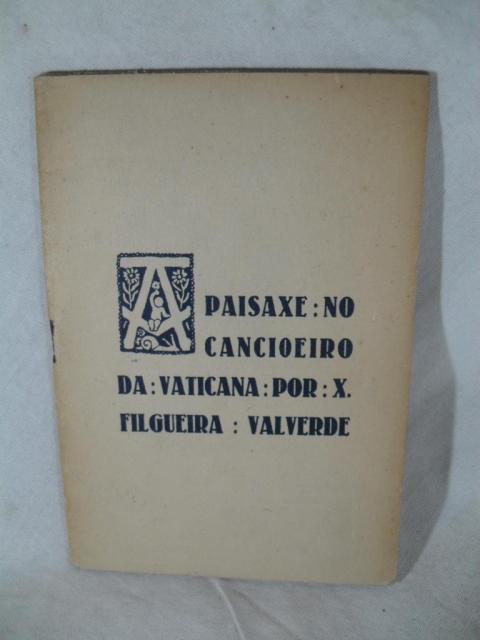 A
PAISAXE : NO
CANCIOEIRO
DA : VATICANA : POR : X.
FILGUEIRA : VALVERDE